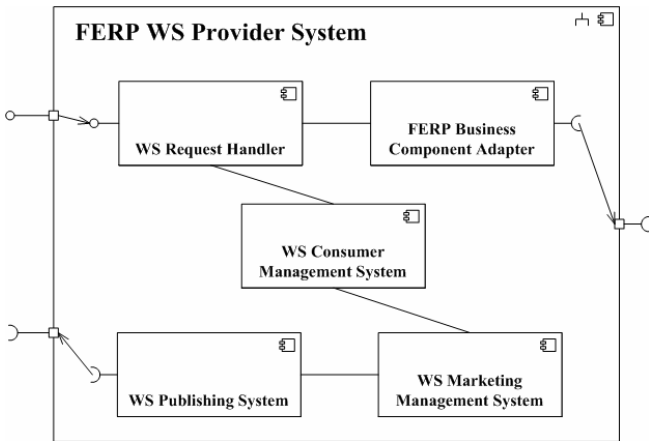 FERP WS Provider System
WS Request Handler
FERP Business
Component Adapter
WS Consumer
Management System
WS Publishing System
WS Marketing
Management System